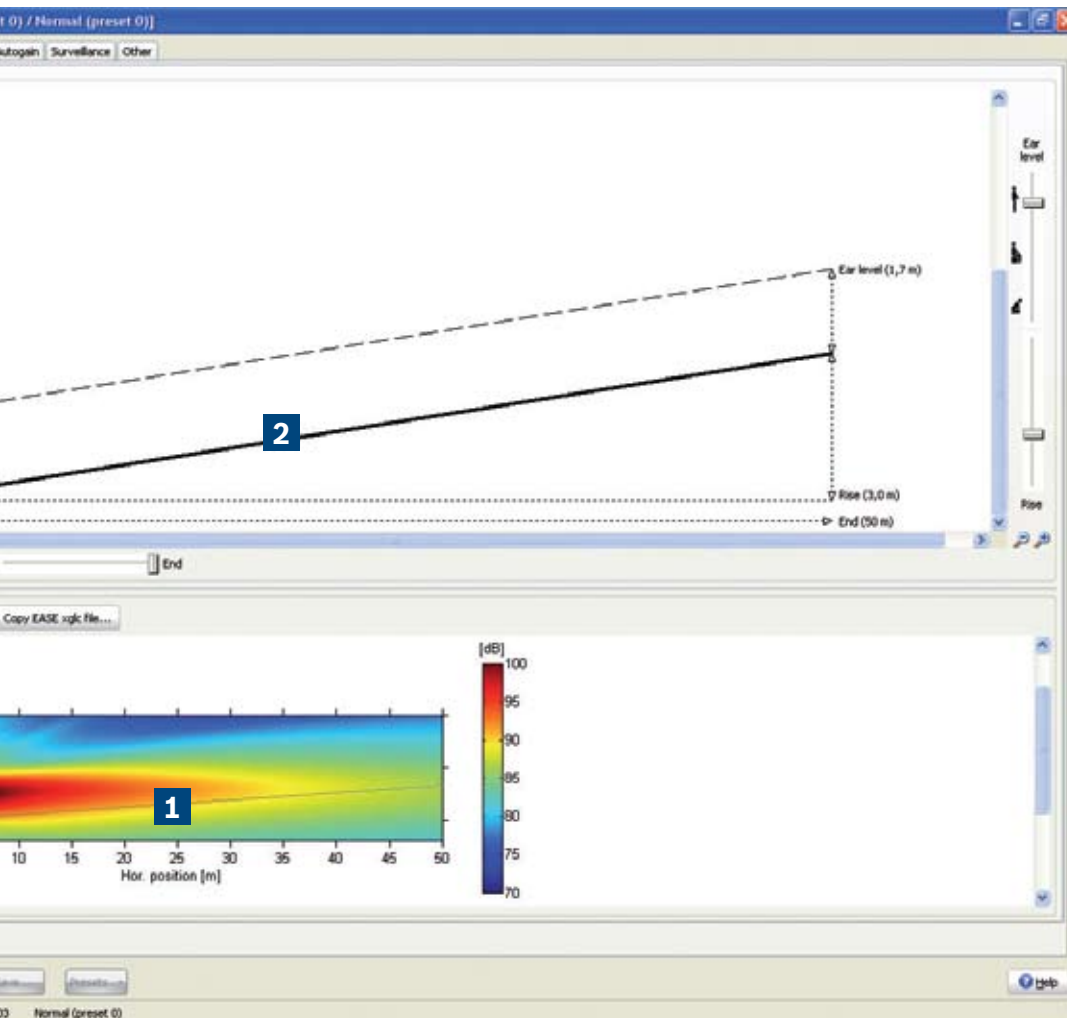 t 0) / Normal (preset 0)]
utogain Surveillance Other
Ear level
Ear level (1,7 m)
2
Rise (3,0 m)
Rise
End (50 m)
End
Copy EASE xglc file...
[dB]
100
95
90
85
80
75
70
1
10 15 20 25 30 35 40 45 50
Hor. position [m]
Presets
Help
03 Normal (preset 0)